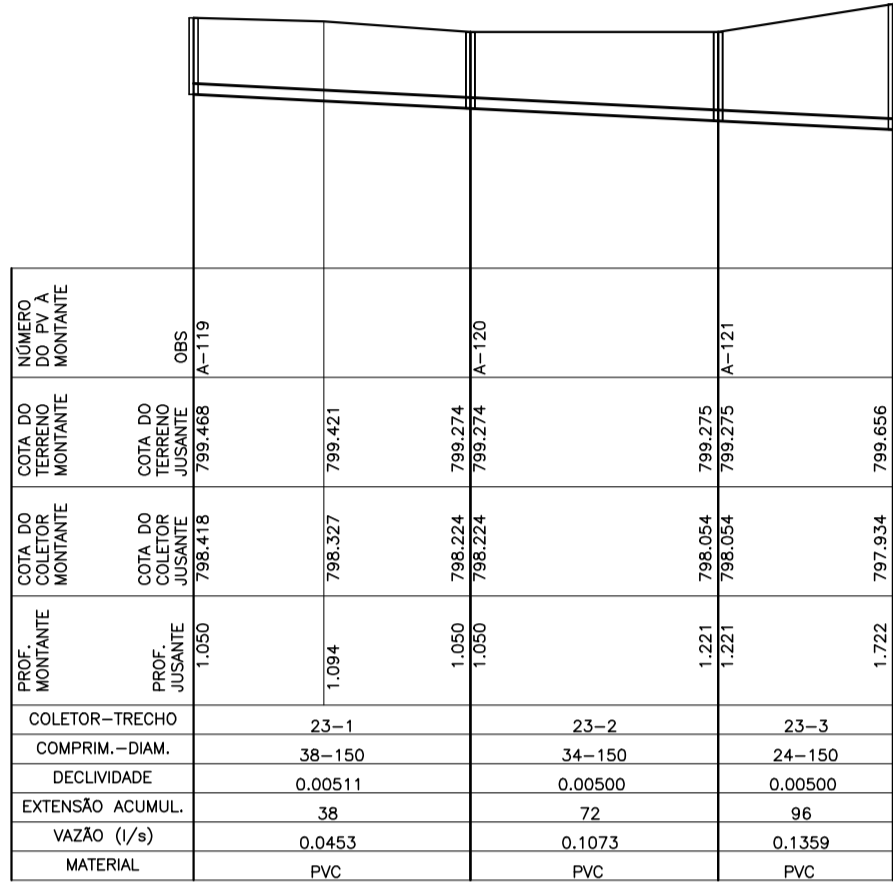 NÚMERO
DO PV À
MONTANTE
OBS
A-119
A-120
A-121
COTA DO
TERRENO
MONTANTE
COTA DO
TERRENO
JUSANTE
799.468
799.421
799.274
799.274
799.275
799.275
799.656
COTA DO
COLETOR
MONTANTE
COTA DO
COLETOR
JUSANTE
798.418
798.327
798.224
798.224
798.054
798.054
797.934
PROF.
MONTANTE
PROF.
JUSANTE
1.050
1.094
1.050
1.050
1.221
1.221
1.722
COLETOR-TRECHO 23-1 23-2 23-3
COMPRIM.-DIAM. 38-150 34-150 24-150
DECLIVIDADE 0.00511 0.00500 0.00500
EXTENSÃO ACUMUL. 38 72 96
VAZÃO (l/s) 0.0453 0.1073 0.1359
MATERIAL PVC PVC PVC